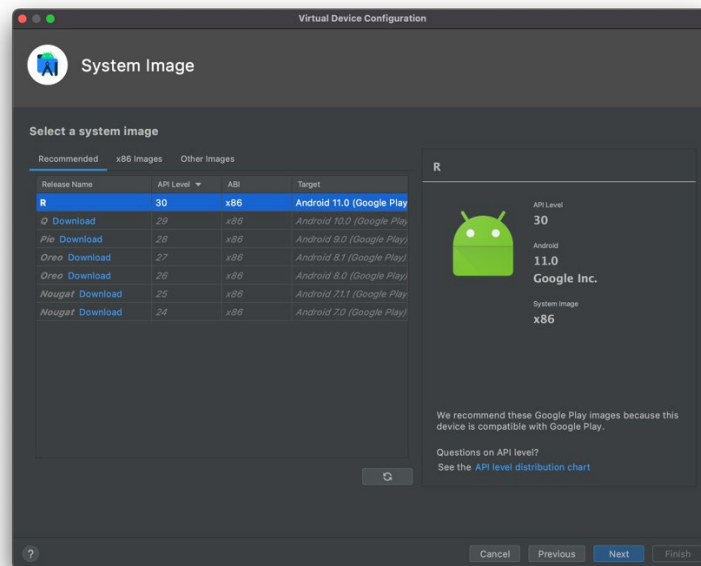 Virtual Device Configuration
System Image
Select a system image
Recommended x86 Images Other Images
Release Name API Level ABI Target
R 30 x86 Android 11.0 (Google Play
Q Download 29 x86 Android 10.0 (Google Play
Pie Download 28 x86 Android 9.0 (Google Play)
Oreo Download 27 x86 Android 8.1 (Google Play)
Oreo Download 26 x86 Android 8.0 (Google Play)
Nougat Download 25 x86 Android 7.1.1 (Google Play
Nougat Download 24 x86 Android 7.0 (Google Play)
R
API Level
30
Android
11.0
Google Inc.
System Image
x86
We recommend these Google Play images because this
device is compatible with Google Play.
Questions on API level?
See the API level distribution chart
? Cancel Previous Next Finish